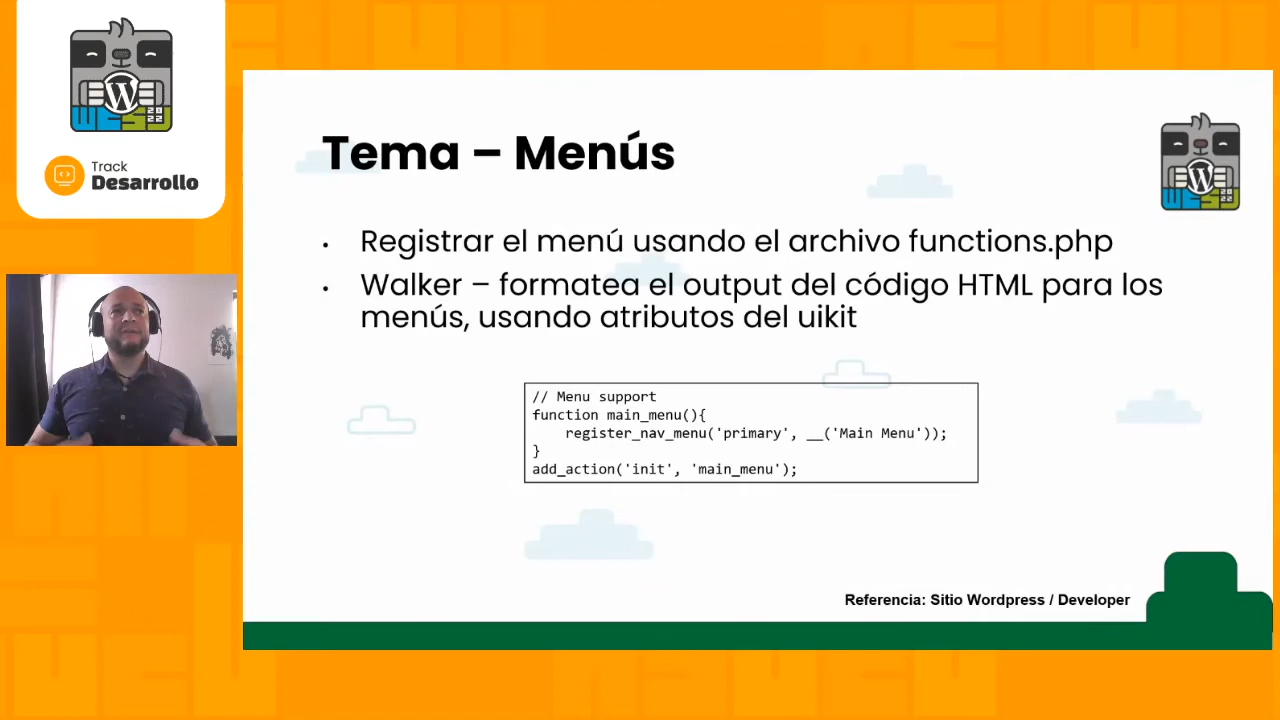 Track
Desarrollo
Tema – Menús
• Registrar el menú usando el archivo functions.php
• Walker – formatea el output del código HTML para los
menús, usando atributos del uikit
// Menu support
function main_menu(){
    register_nav_menu('primary', __('Main Menu'));
}
add_action('init', 'main_menu');
Referencia: Sitio Wordpress / Developer